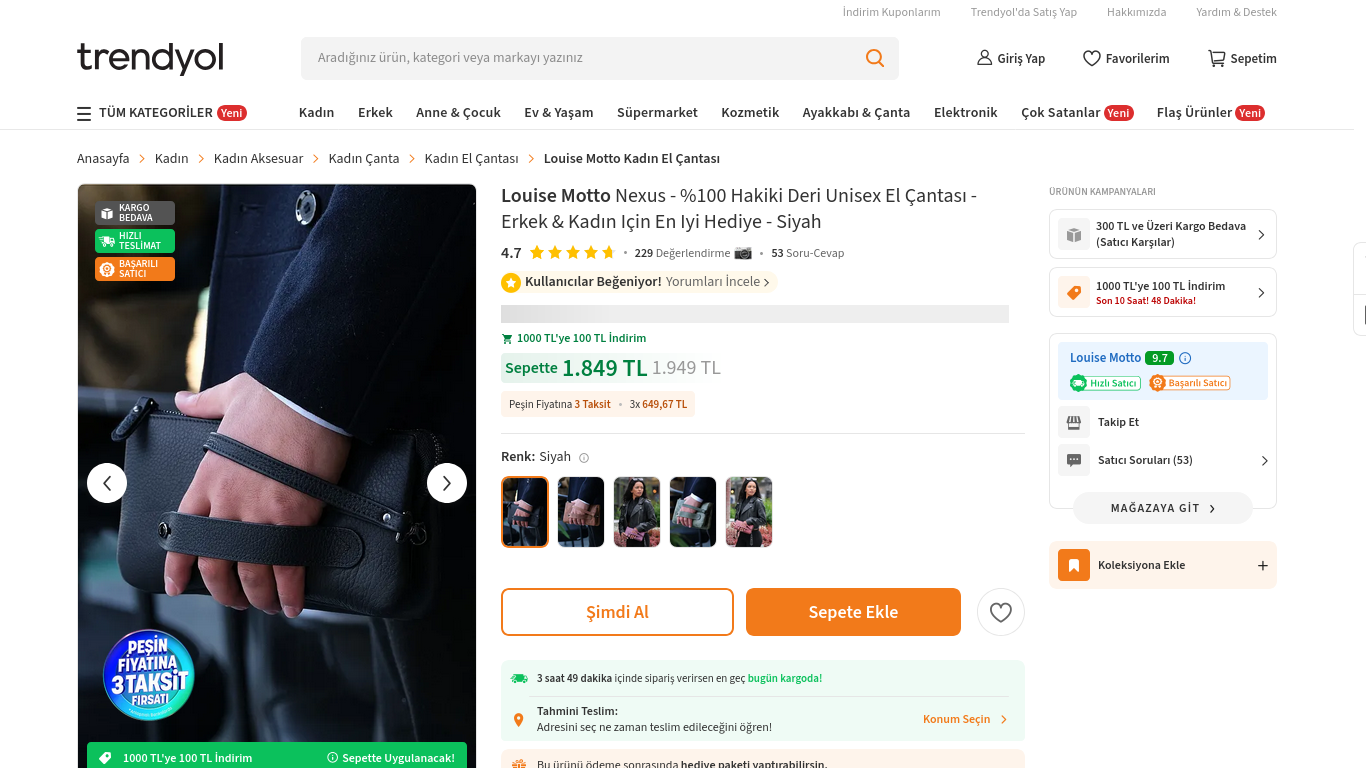 İndirim Kuponlarım
Trendyol'da Satış Yap
Hakkımızda
Yardım & Destek
trendyol
Aradığınız ürün, kategori veya markayı yazınız
Giriş Yap
Favorilerim
Sepetim
TÜM KATEGORİLER Yeni
Kadın
Erkek
Anne & Çocuk
Ev & Yaşam
Süpermarket
Kozmetik
Ayakkabı & Çanta
Elektronik
Çok Satanlar Yeni
Flaş Ürünler Yeni
Anasayfa > Kadın > Kadın Aksesuar > Kadın Çanta > Kadın El Çantası > Louise Motto Kadın El Çantası
KARGO
BEDAVA
HIZLI
TESLİMAT
BAŞARILI
SATICI
PEŞİN
FİYATINA
3 TAKSİT
FIRSATI
1000 TL'ye 100 TL İndirim
Sepette Uygulanacak!
Louise Motto Nexus - %100 Hakiki Deri Unisex El Çantası -
Erkek & Kadın Için En Iyi Hediye - Siyah
4.7 • 229 Değerlendirme • 53 Soru-Cevap
Kullanıcılar Beğeniyor! Yorumları İncele
1000 TL'ye 100 TL İndirim
Sepette 1.849 TL 1.949 TL
Peşin Fiyatına 3 Taksit • 3x 649,67 TL
Renk: Siyah
Şimdi Al
Sepete Ekle
3 saat 49 dakika içinde sipariş verirsen en geç bugün kargoda!
Tahmini Teslim:
Adresini seç ne zaman teslim edileceğini öğren!
Konum Seçin
Bu ürünü ödeme sonrasında hediye paketi yaptırabilirsin.
ÜRÜNÜN KAMPANYALARI
300 TL ve Üzeri Kargo Bedava
(Satıcı Karşılar)
1000 TL'ye 100 TL İndirim
Son 10 Saat! 48 Dakika!
Louise Motto 9.7
Hızlı Satıcı
Başarılı Satıcı
Takip Et
Satıcı Soruları (53)
MAĞAZAYA GİT
Koleksiyona Ekle